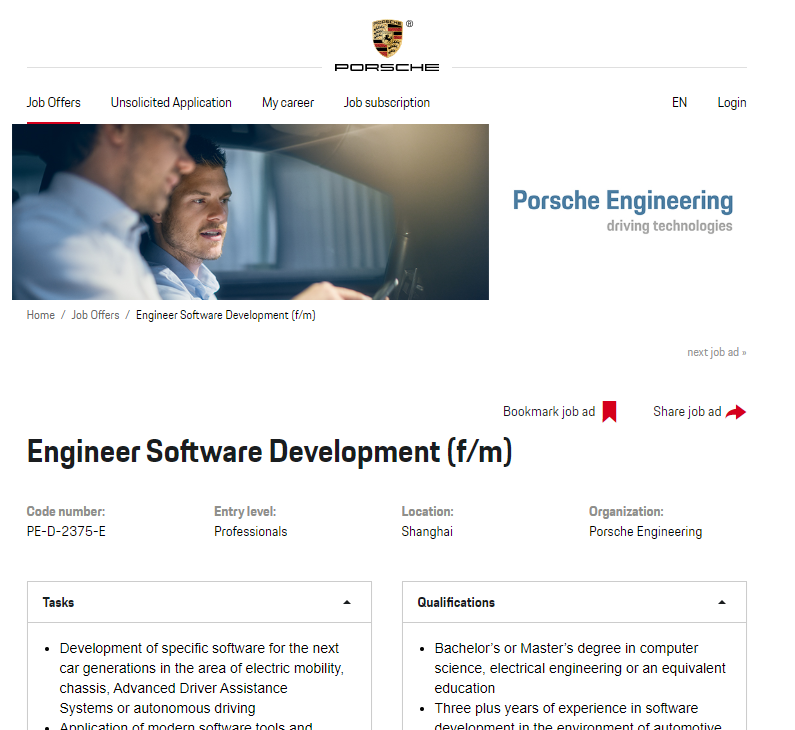 PORSCHE
®
PORSCHE
Job Offers Unsolicited Application My career Job subscription EN Login
Porsche Engineering
driving technologies
Home / Job Offers / Engineer Software Development (f/m)
next job ad »
Bookmark job ad Share job ad
Engineer Software Development (f/m)
Code number: Entry level: Location: Organization:
PE-D-2375-E Professionals Shanghai Porsche Engineering
Tasks
Development of specific software for the next
car generations in the area of electric mobility,
chassis, Advanced Driver Assistance
Systems or autonomous driving
Application of modern software tools and
Qualifications
Bachelor’s or Master’s degree in computer
science, electrical engineering or an equivalent
education
Three plus years of experience in software
development in the environment of automotive